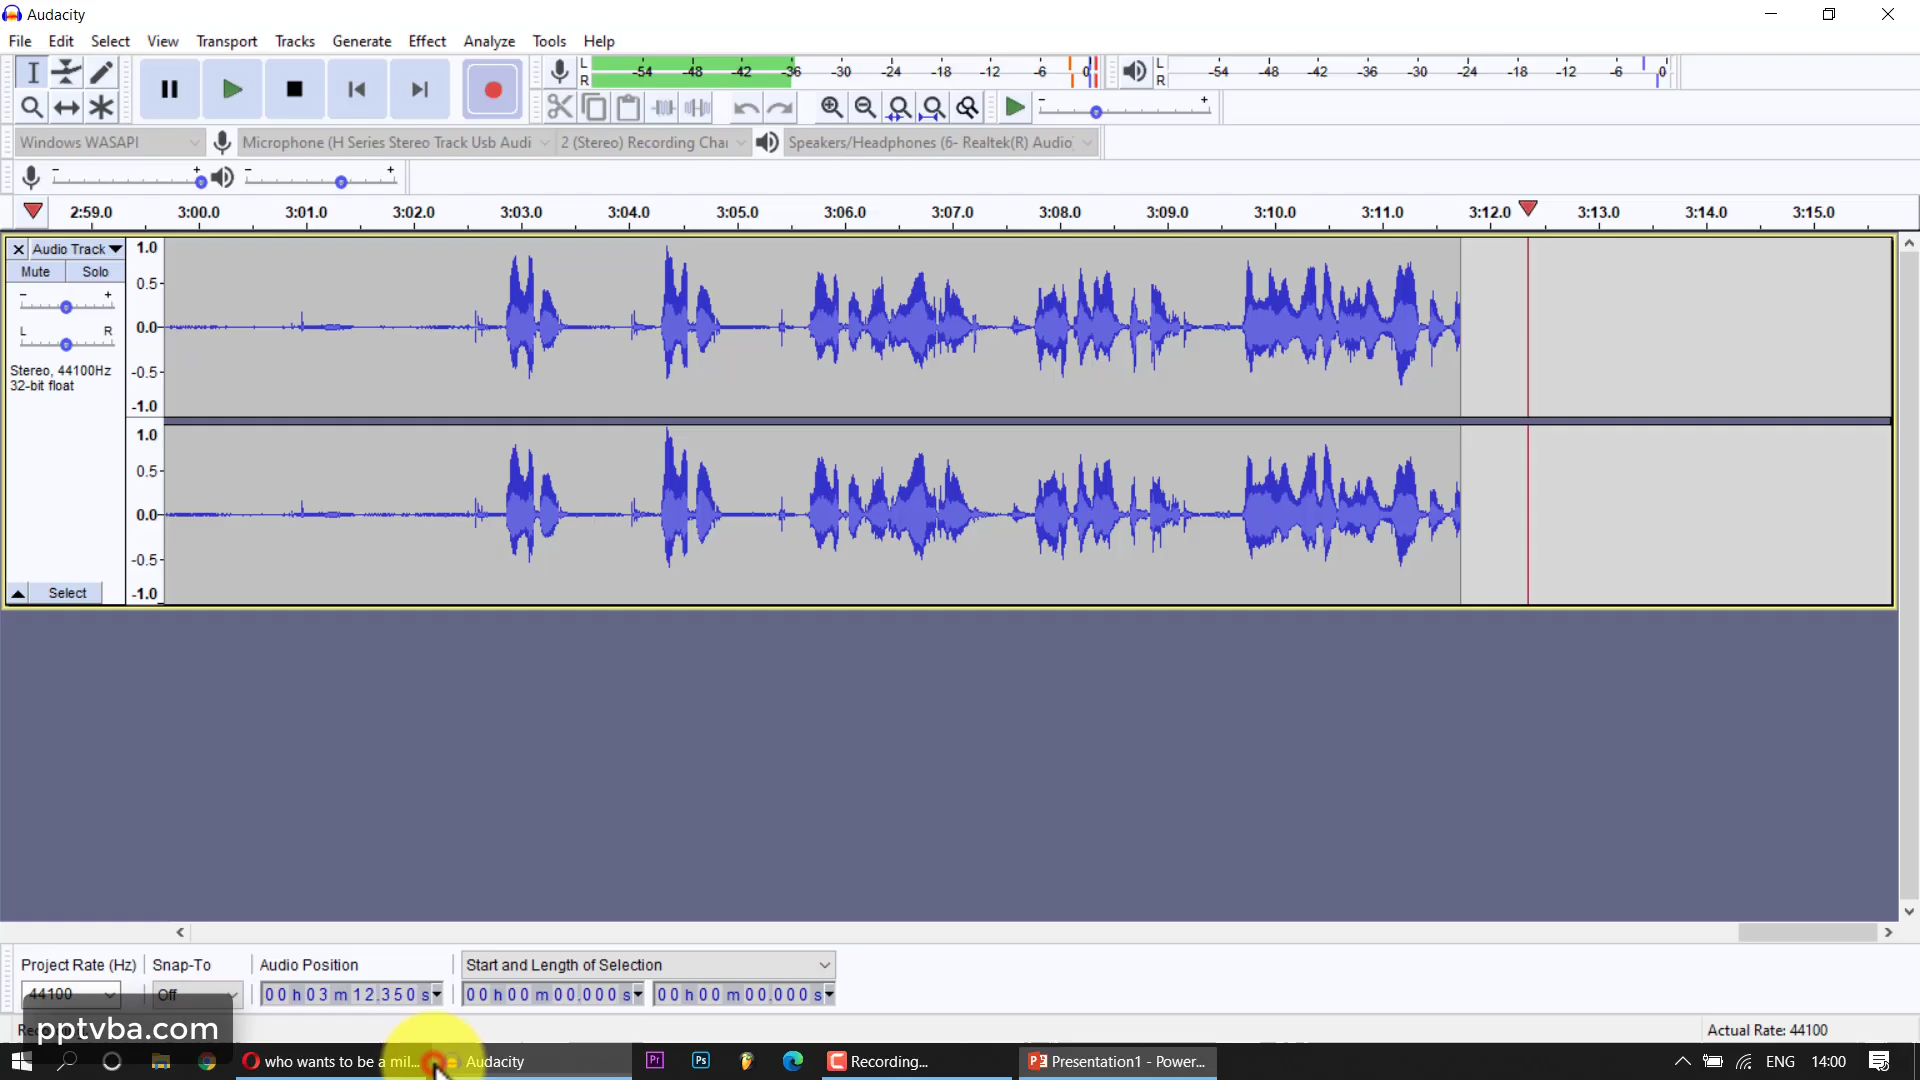 Audacity
File Edit Select View Transport Tracks Generate Effect Analyze Tools Help
L -54 -48 -42 -36 -30 -24 -18 -12 -6 0 L -54 -48 -42 -36 -30 -24 -18 -12 -6 0
R R
Windows WASAPI Microphone (H Series Stereo Track Usb Audi 2 (Stereo) Recording Char Speakers/Headphones (6- Realtek(R) Audio)
- + - +
2:59.0 3:00.0 3:01.0 3:02.0 3:03.0 3:04.0 3:05.0 3:06.0 3:07.0 3:08.0 3:09.0 3:10.0 3:11.0 3:12.0 3:13.0 3:14.0 3:15.0
Audio Track 1.0
Mute Solo
0.5
- +
0.0
L R
Stereo, 44100Hz -0.5
32-bit float
-1.0
1.0
0.5
0.0
-0.5
Select -1.0
Project Rate (Hz) Snap-To Audio Position Start and Length of Selection
44100 Off 00 h 03 m 12.350 s 00 h 00 m 00.000 s 00 h 00 m 00.000 s
pptvba.com Actual Rate: 44100
who wants to be a mil... Audacity Pr Ps Recording... Presentation1 - Power... ENG 14:00